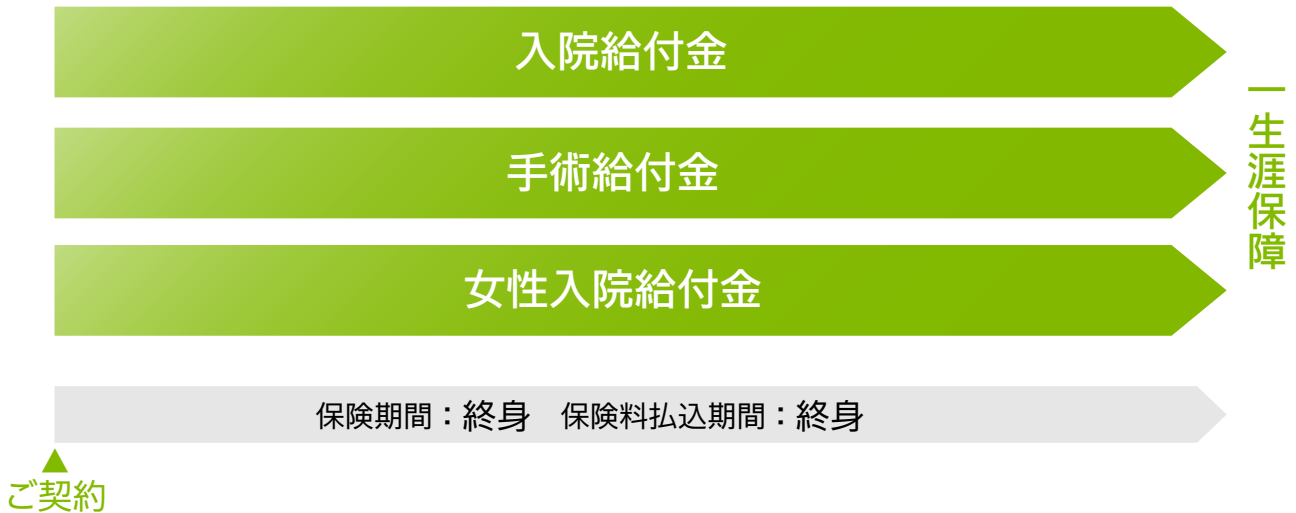 入院給付金
手術給付金
女性入院給付金
一生涯保障
保険期間：終身　保険料払込期間：終身
▲
ご契約